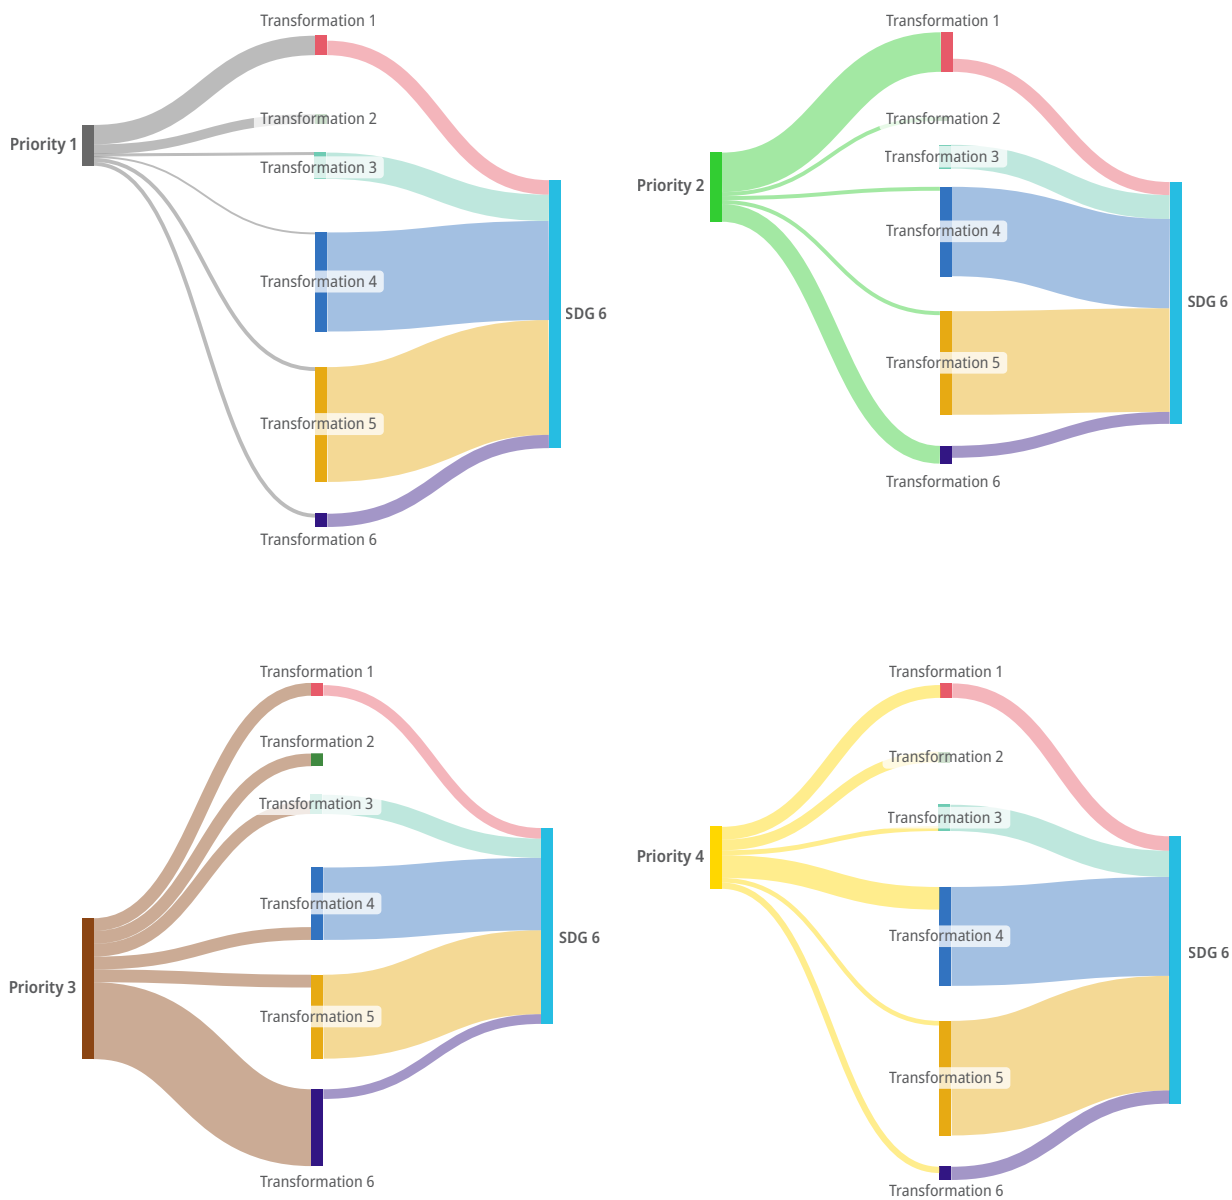 Transformation 1
Transformation 2
Priority 1
Transformation 3
Transformation 4
SDG 6
Transformation 5
Transformation 6
Transformation 1
Transformation 2
Transformation 3
Priority 2
Transformation 4
SDG 6
Transformation 5
Transformation 6
Transformation 1
Transformation 2
Transformation 3
Transformation 4
SDG 6
Priority 3
Transformation 5
Transformation 6
Transformation 1
Transformation 2
Transformation 3
Priority 4
Transformation 4
SDG 6
Transformation 5
Transformation 6